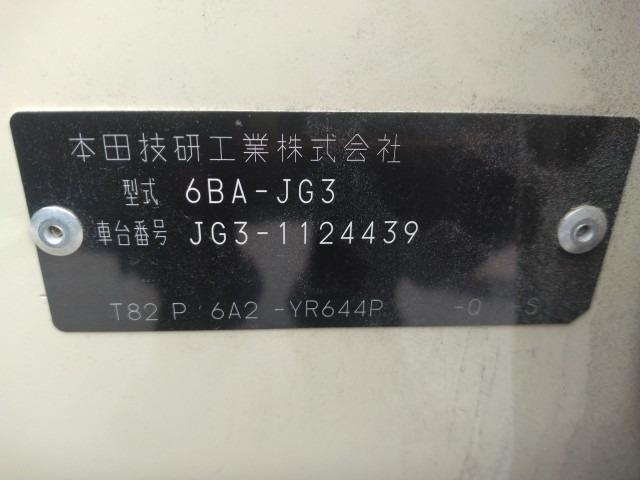 本田技研工業株式会社
型式 6BA-JG3
車台番号 JG3-1124439
T82 P 6A2 -YR644P -Q -S